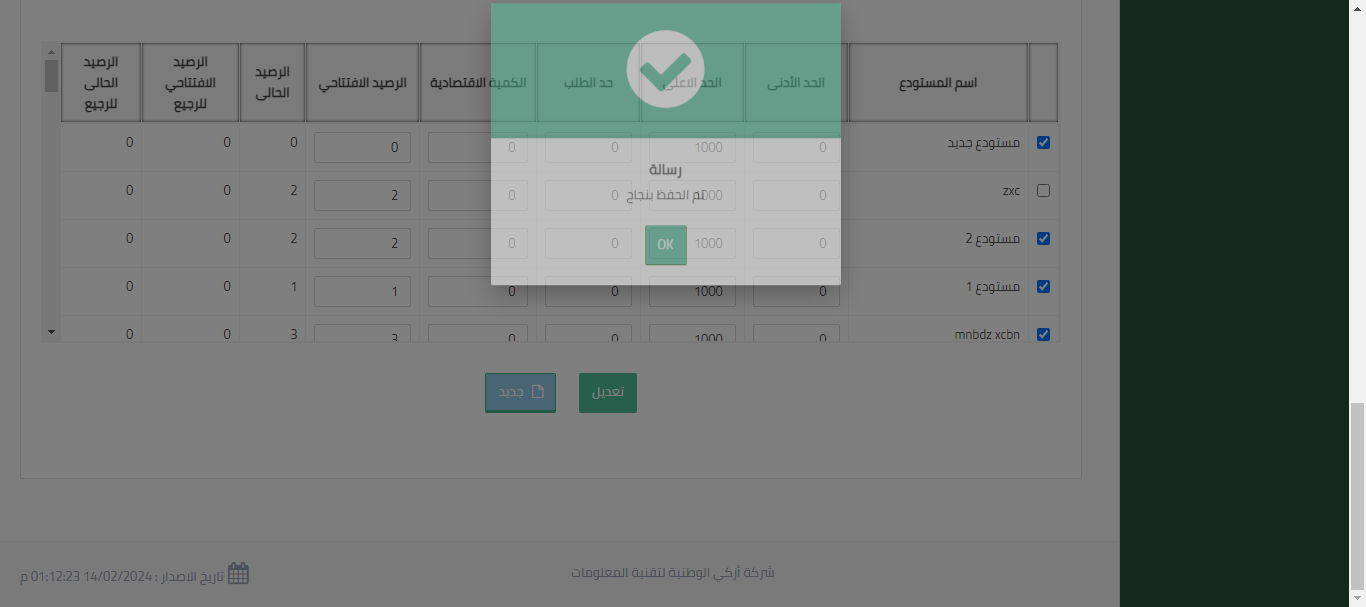 اسم المستودع
الحد الأدنى
الحد الاعلى
حد الطلب
الكمية الاقتصادية
الرصيد الافتتاحي
الرصيد الحالى
الرصيد الافتتاحي للرجيع
الرصيد الحالى للرجيع
مستودع جديد 0 1000 0 0 0 0 0 0
zxc 0 1000 0 0 2 2 0 0
مستودع 2 0 1000 0 0 2 2 0 0
مستودع 1 0 1000 0 0 1 1 0 0
mnbdz xcbn 0 1000 0 0 3 3 0 0
رسالة
تم الحفظ بنجاح
OK
تعديل
جديد
شركة أزكي الوطنية لتقنية المعلومات
تاريخ الاصدار : 14/02/2024 01:12:23 م